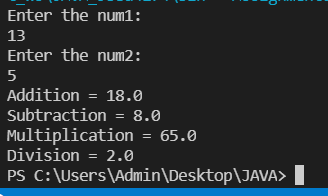 Enter the num1:
13
Enter the num2:
5
Addition = 18.0
Subtraction = 8.0
Multiplication = 65.0
Division = 2.0
PS C:\Users\Admin\Desktop\JAVA>